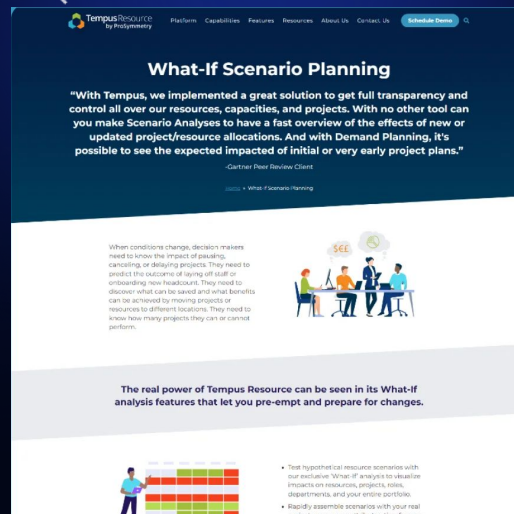 Tempus Resource
by ProSymmetry
Platform Capabilities Features Resources About Us Contact Us Schedule Demo
What-If Scenario Planning
“With Tempus, we implemented a great solution to get full transparency and
control all over our resources, capacities, and projects. With no other tool can
you make Scenario Analyses to have a fast overview of the effects of new or
updated project/resource allocations. And with Demand Planning, it's
possible to see the expected impacted of initial or very early project plans.”
-Gartner Peer Review Client
Home » What-If Scenario Planning
When conditions change, decision makers
need to know the impact of pausing,
canceling, or delaying projects. They need to
predict the outcome of laying off staff or
onboarding new headcount. They need to
discover what can be saved and what benefits
can be achieved by moving projects or
resources to different locations. They need to
know how many projects they can or cannot
perform.
$€£
The real power of Tempus Resource can be seen in its What-If
analysis features that let you pre-empt and prepare for changes.
• Test hypothetical resource scenarios with
our exclusive 'What-If' analysis to visualize
impacts on resources, projects, roles,
departments, and your entire portfolio.
• Rapidly assemble scenarios with your real